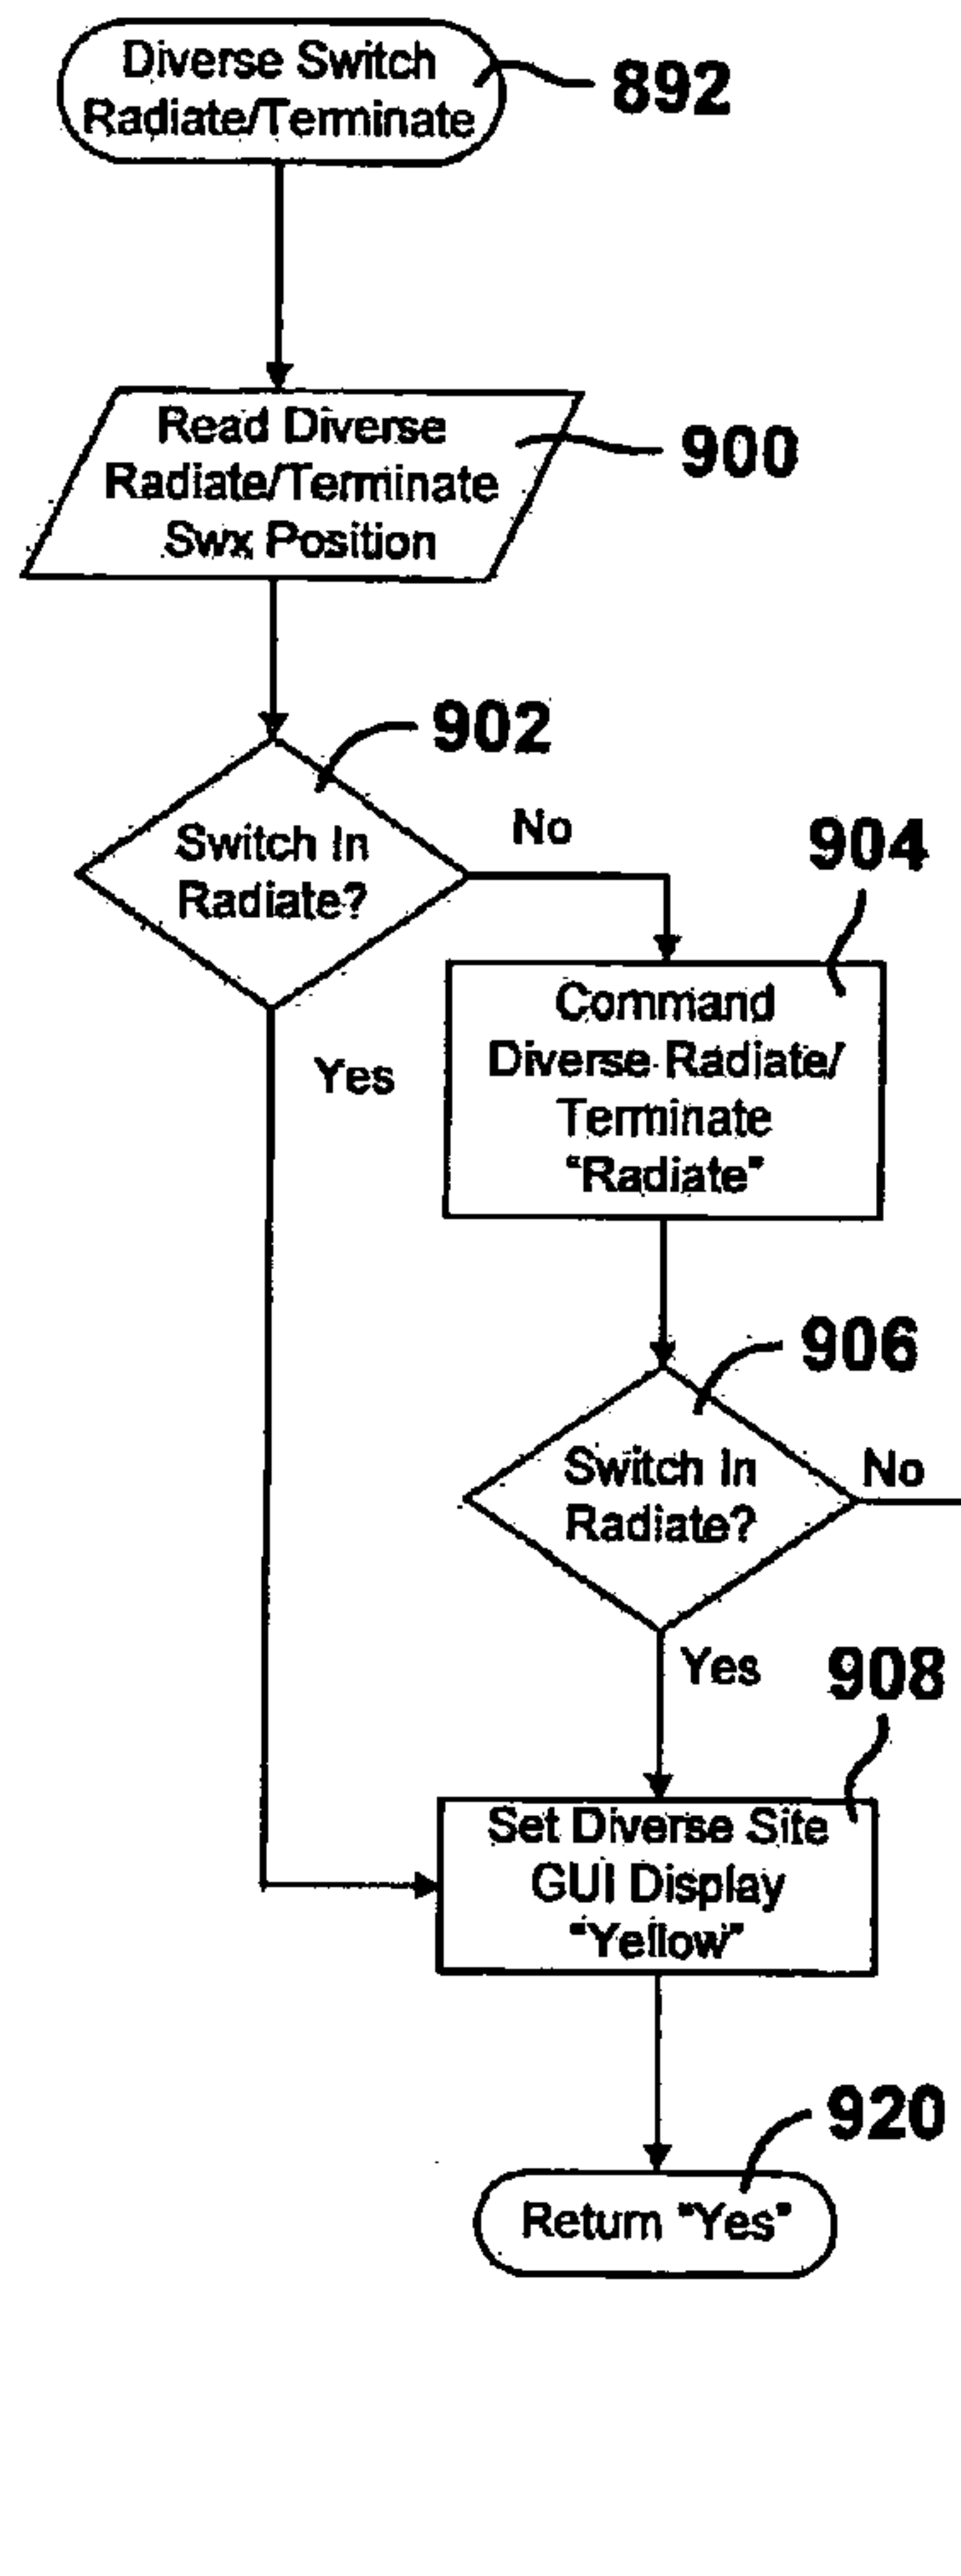 Diverse Switch
Radiate/Terminate
892
Read Diverse
Radiate/Terminate
Swx Position
900
902
Switch In
Radiate?
No
Yes
904
Command
Diverse Radiate/
Terminate
“Radiate”
906
Switch In
Radiate?
No
Yes
908
Set Diverse Site
GUI Display
“Yellow”
920
Return “Yes”